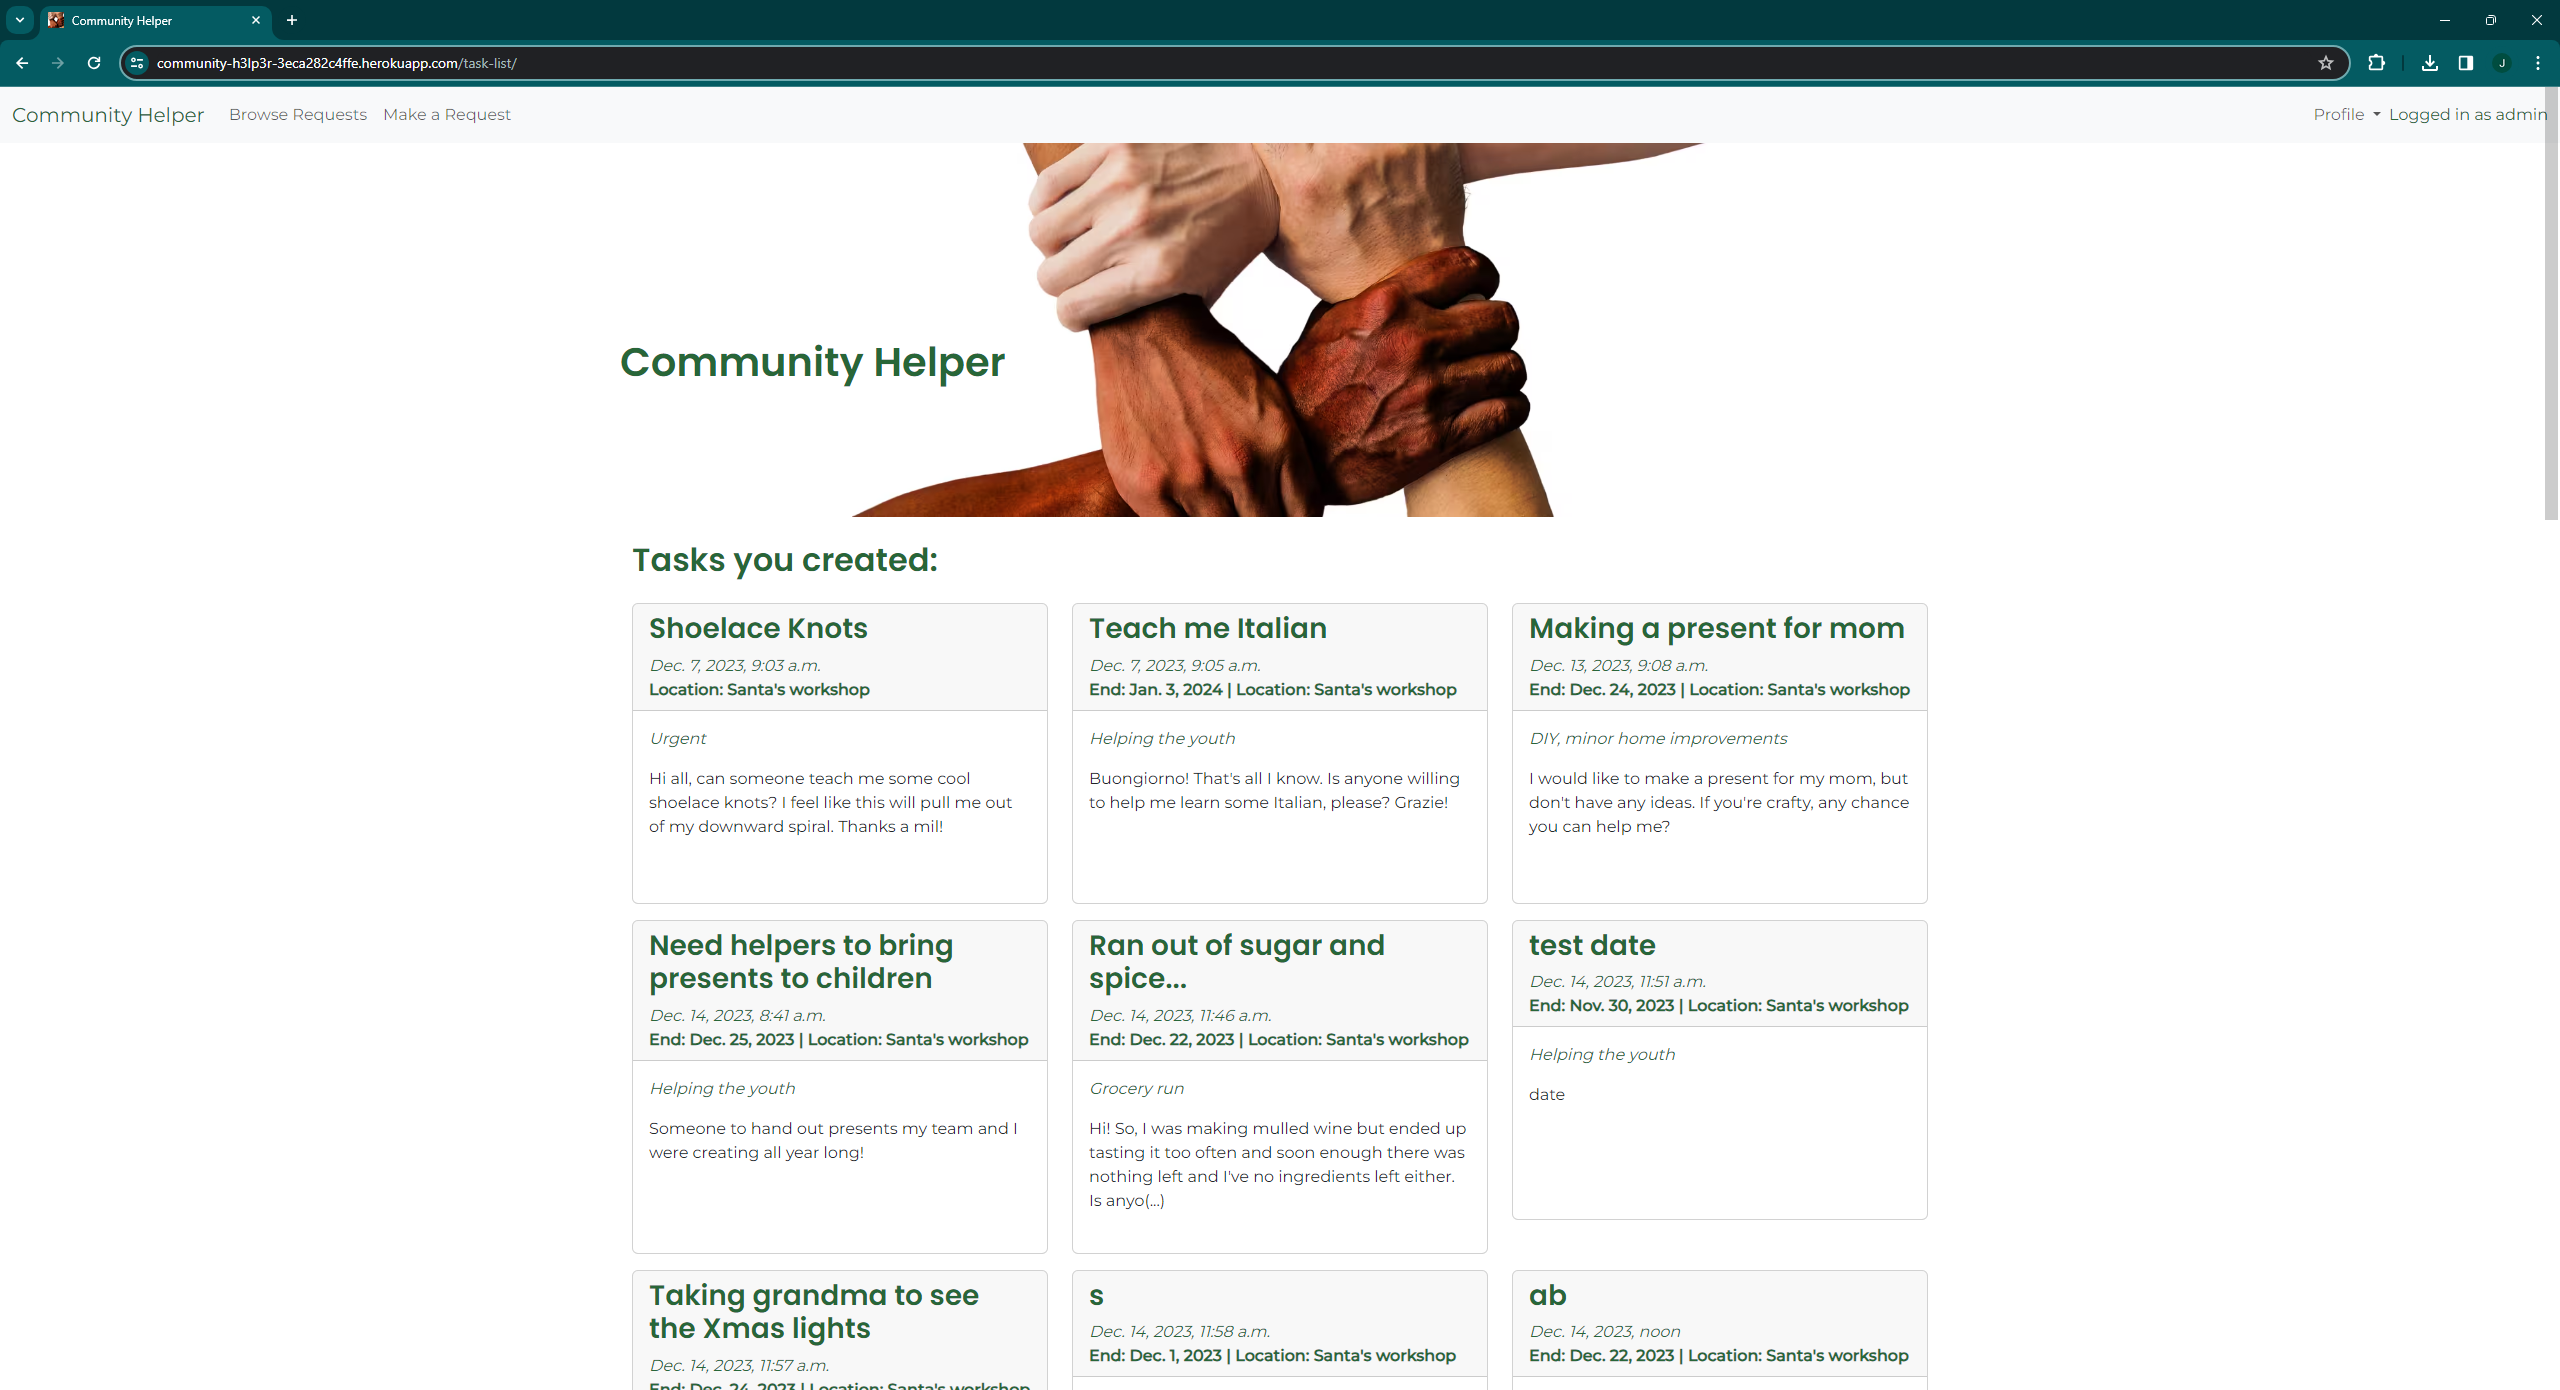 Community Helper
community-h3lp3r-3eca282c4ffe.herokuapp.com/task-list/
J
Community Helper Browse Requests Make a Request Profile Logged in as admin
Community Helper
Tasks you created:
Shoelace Knots
Dec. 7, 2023, 9:03 a.m.
Location: Santa's workshop
Urgent
Hi all, can someone teach me some cool
shoelace knots? I feel like this will pull me out
of my downward spiral. Thanks a mil!
Teach me Italian
Dec. 7, 2023, 9:05 a.m.
End: Jan. 3, 2024 | Location: Santa's workshop
Helping the youth
Buongiorno! That's all I know. Is anyone willing
to help me learn some Italian, please? Grazie!
Making a present for mom
Dec. 13, 2023, 9:08 a.m.
End: Dec. 24, 2023 | Location: Santa's workshop
DIY, minor home improvements
I would like to make a present for my mom, but
don't have any ideas. If you're crafty, any chance
you can help me?
Need helpers to bring
presents to children
Dec. 14, 2023, 8:41 a.m.
End: Dec. 25, 2023 | Location: Santa's workshop
Helping the youth
Someone to hand out presents my team and I
were creating all year long!
Ran out of sugar and
spice...
Dec. 14, 2023, 11:46 a.m.
End: Dec. 22, 2023 | Location: Santa's workshop
Grocery run
Hi! So, I was making mulled wine but ended up
tasting it too often and soon enough there was
nothing left and I've no ingredients left either.
Is anyo(...)
test date
Dec. 14, 2023, 11:51 a.m.
End: Nov. 30, 2023 | Location: Santa's workshop
Helping the youth
date
Taking grandma to see
the Xmas lights
Dec. 14, 2023, 11:57 a.m.
End: Dec. 24, 2023 | Location: Santa's workshop
s
Dec. 14, 2023, 11:58 a.m.
End: Dec. 1, 2023 | Location: Santa's workshop
ab
Dec. 14, 2023, noon
End: Dec. 22, 2023 | Location: Santa's workshop